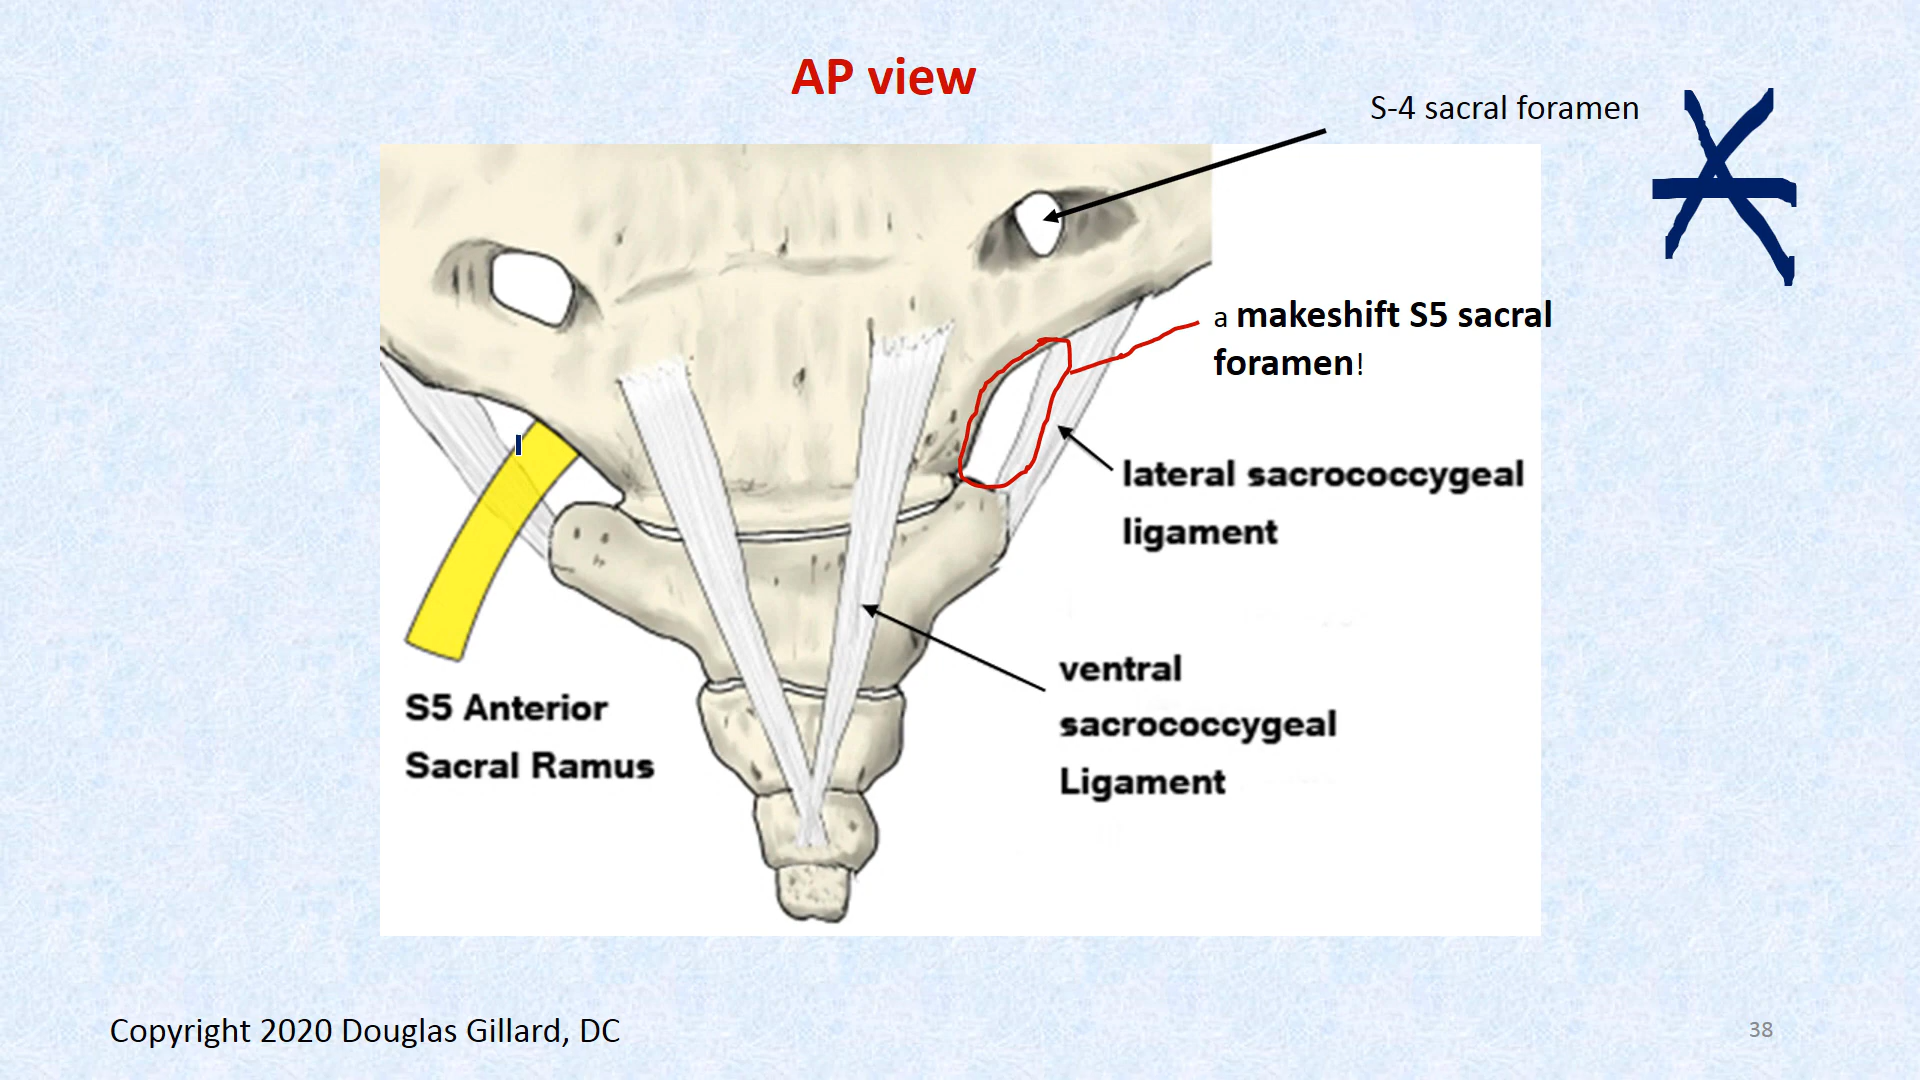 AP view
S-4 sacral foramen
a makeshift S5 sacral
foramen!
lateral sacrococcygeal
ligament
ventral
sacrococcygeal
Ligament
S5 Anterior
Sacral Ramus
Copyright 2020 Douglas Gillard, DC
38